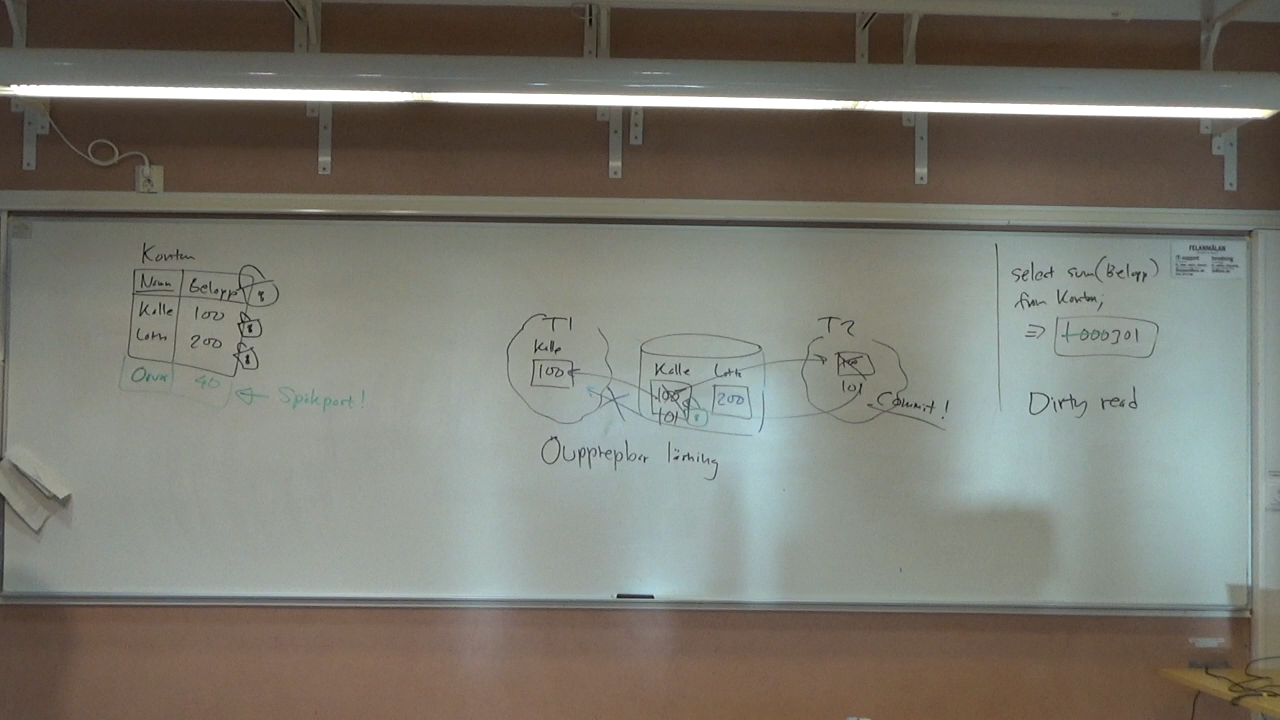 Konton
Namn Belopp
Kalle 100
Lotta 200
40
Spökpost!
T1
Kalle
100
Kalle Lotta
100 200
101
T2
101
Commit!
Oupprepbar läsning
select sum(Belopp)
from Konton;
⇒ 1000301
Dirty read
FELANMÄLAN